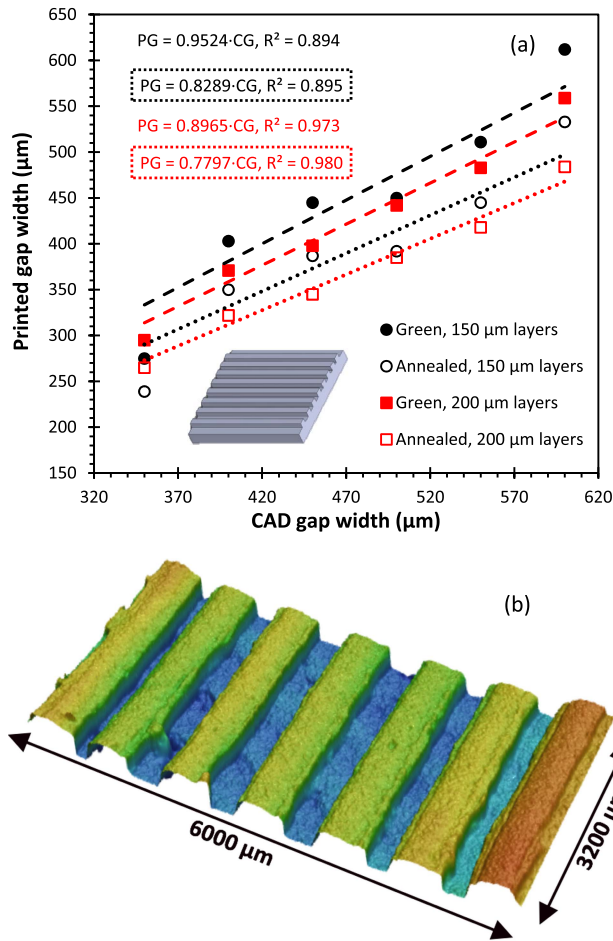 (a)
PG = 0.9524·CG, R² = 0.894
PG = 0.8289·CG, R² = 0.895
PG = 0.8965·CG, R² = 0.973
PG = 0.7797·CG, R² = 0.980
Printed gap width (µm)
650
600
550
500
450
400
350
300
250
200
150
Green, 150 µm layers
Annealed, 150 µm layers
Green, 200 µm layers
Annealed, 200 µm layers
320
370
420
470
520
570
620
CAD gap width (µm)
(b)
6000 µm
3200 µm